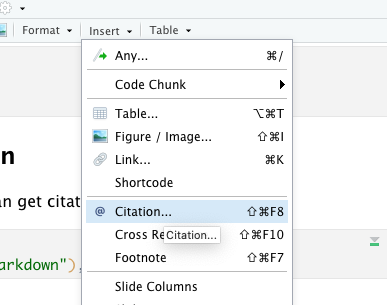 Format Insert Table
Any... ⌘/
Code Chunk
Table... ⌥⌘T
Figure / Image... ⇧⌘I
Link... ⌘K
Shortcode
an get citat
@ Citation... ⇧⌘F8
Cross Re Citation... ⇧⌘F10
Footnote ⇧⌘F7
arkdown"),
Slide Columns